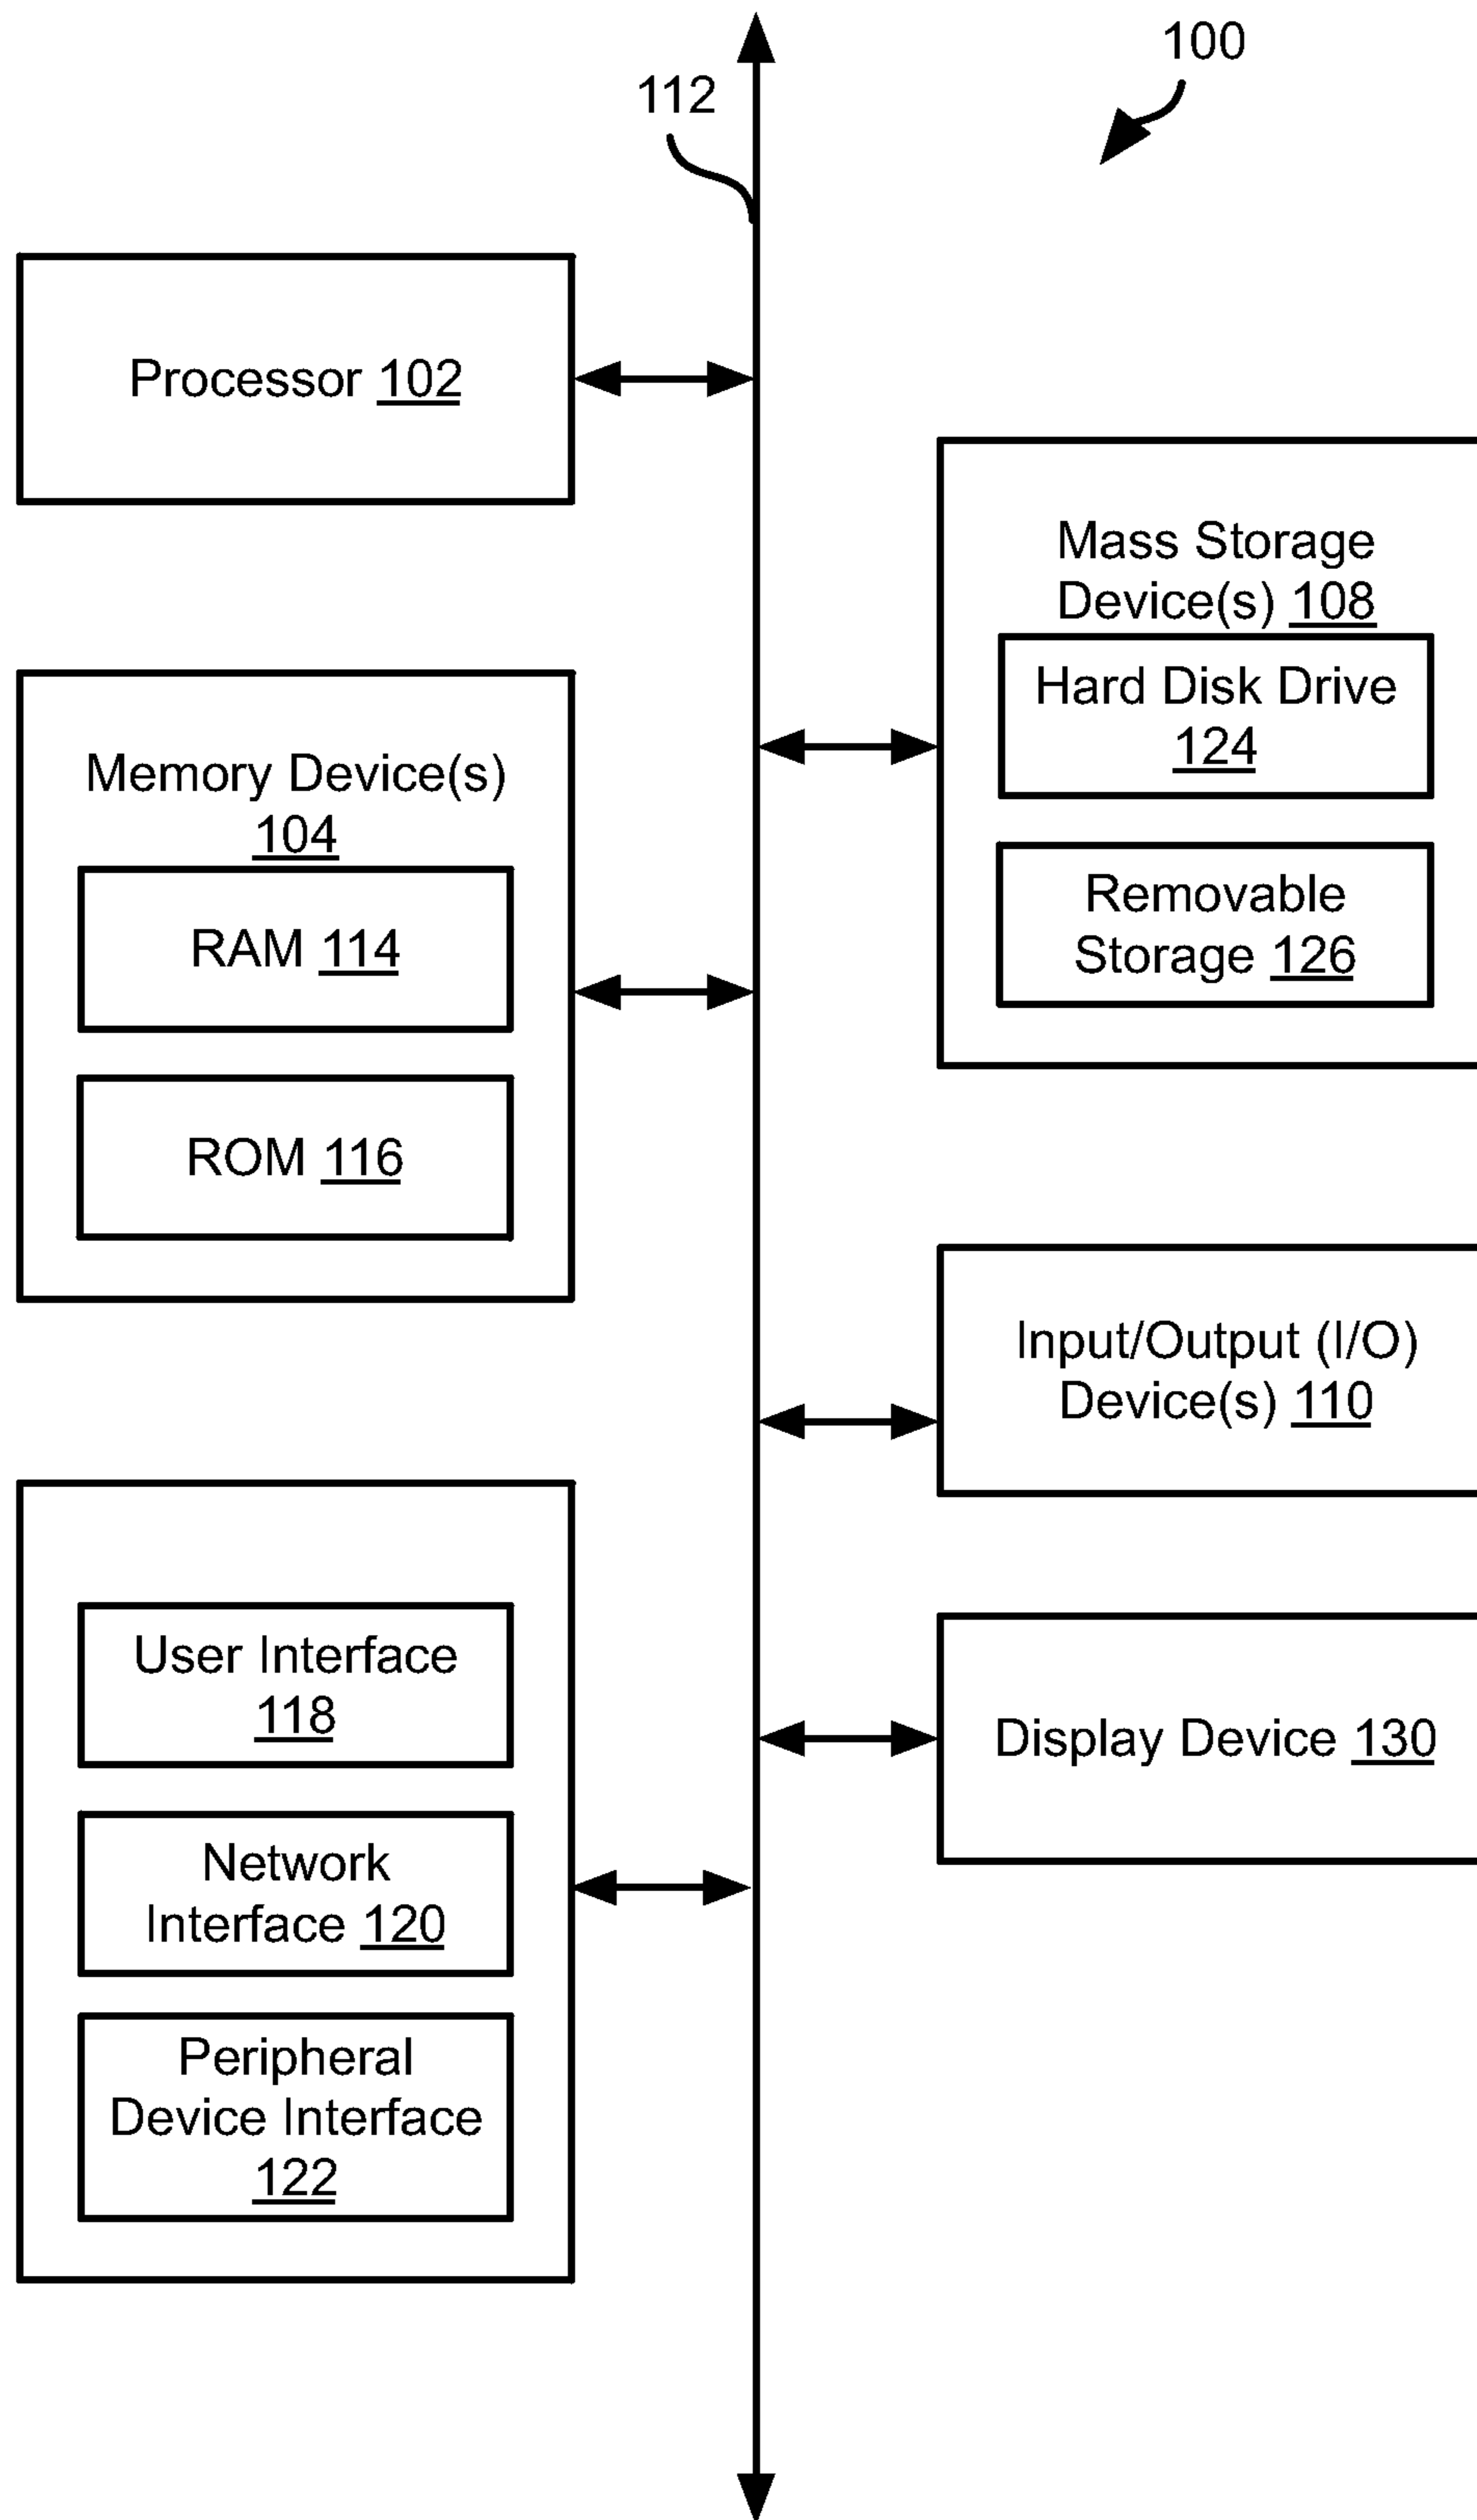 100
112
Processor 102
Mass Storage
Device(s) 108
Hard Disk Drive
124
Removable
Storage 126
Memory Device(s)
104
RAM 114
ROM 116
Input/Output (I/O)
Device(s) 110
User Interface
118
Network
Interface 120
Peripheral
Device Interface
122
Display Device 130